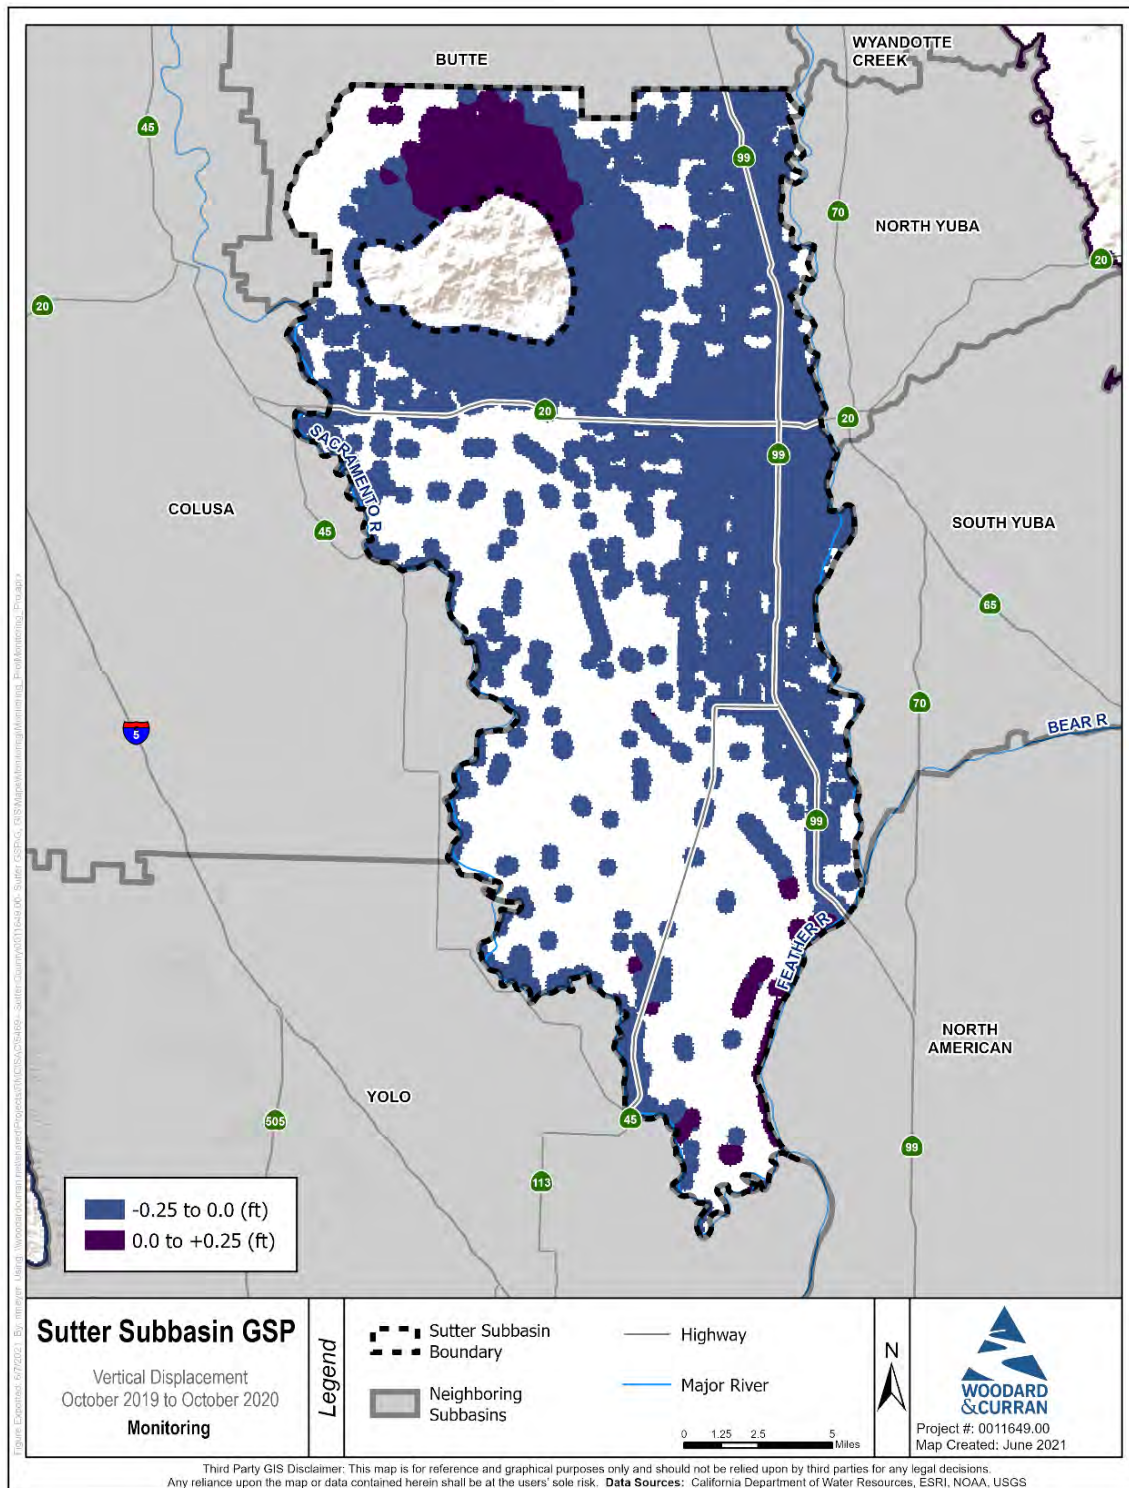 BUTTE
WYANDOTTE
CREEK
45
99
70
NORTH YUBA
20
20
20
20
99
SACRAMENTO R
COLUSA
45
SOUTH YUBA
65
70
5
BEAR R
99
FEATHER R
NORTH
AMERICAN
YOLO
505
45
99
113
-0.25 to 0.0 (ft)
0.0 to +0.25 (ft)
Sutter Subbasin GSP
Vertical Displacement
October 2019 to October 2020
Monitoring
Legend
Sutter Subbasin
Boundary
Neighboring
Subbasins
Highway
Major River
0 1.25 2.5 5
Miles
N
WOODARD
&CURRAN
Project #: 0011649.00
Map Created: June 2021
Third Party GIS Disclaimer: This map is for reference and graphical purposes only and should not be relied upon by third parties for any legal decisions.
Any reliance upon the map or data contained herein shall be at the users' sole risk. Data Sources: California Department of Water Resources, ESRI, NOAA, USGS